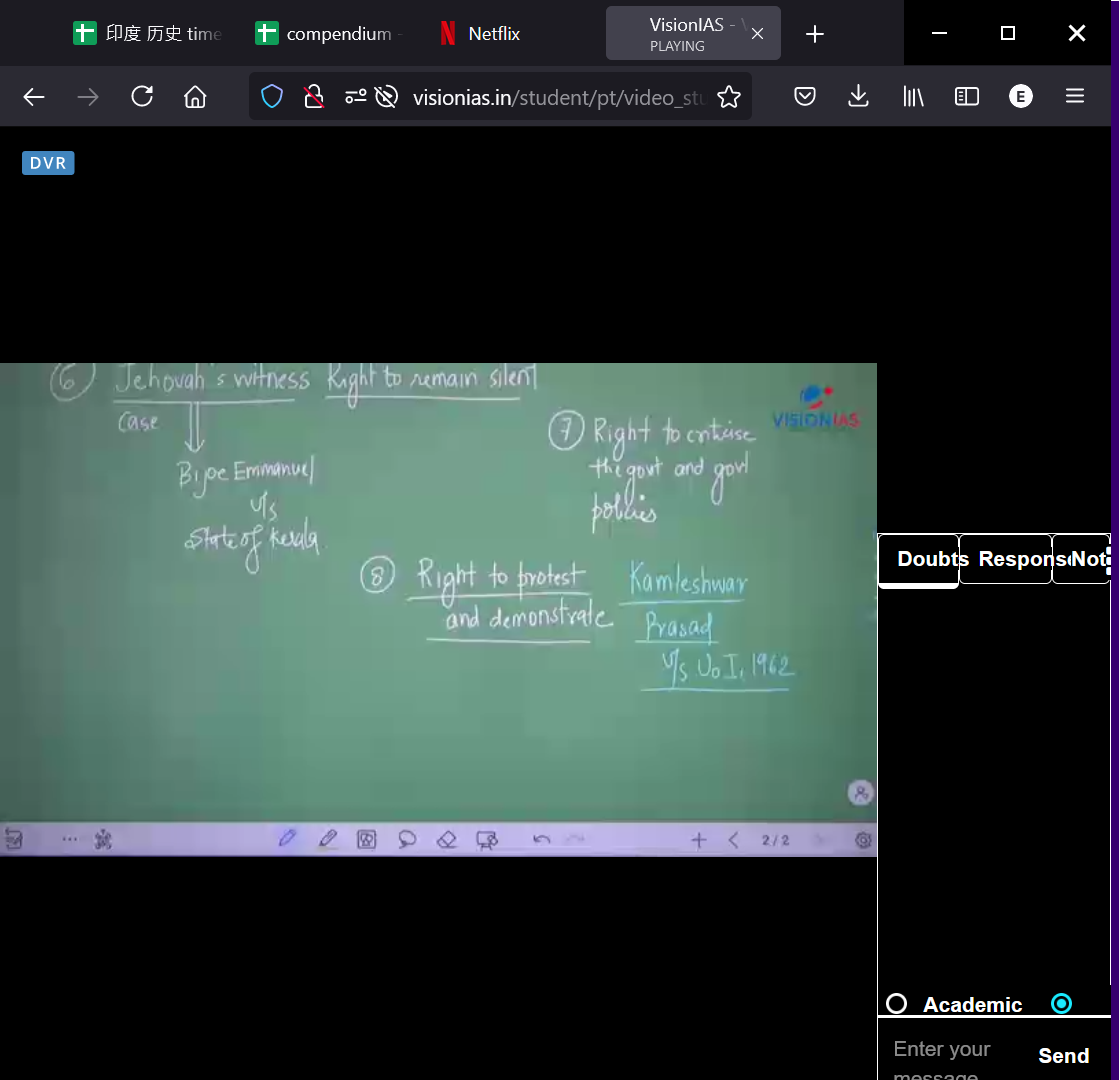 印度 历史 time
compendium -
Netflix
VisionIAS - V
PLAYING
visionias.in/student/pt/video_stu
E
DVR
6 Jehovah's witness Right to remain silent
case
Bijoe Emmanuel
v/s
State of Kerala
VISIONIAS
7 Right to criticise
the govt and govt
policies
8 Right to protest
and demonstrate
Kamleshwar
Prasad
v/s UoI, 1962
2/2
Doubts Respons Not
Academic
Enter your
message
Send